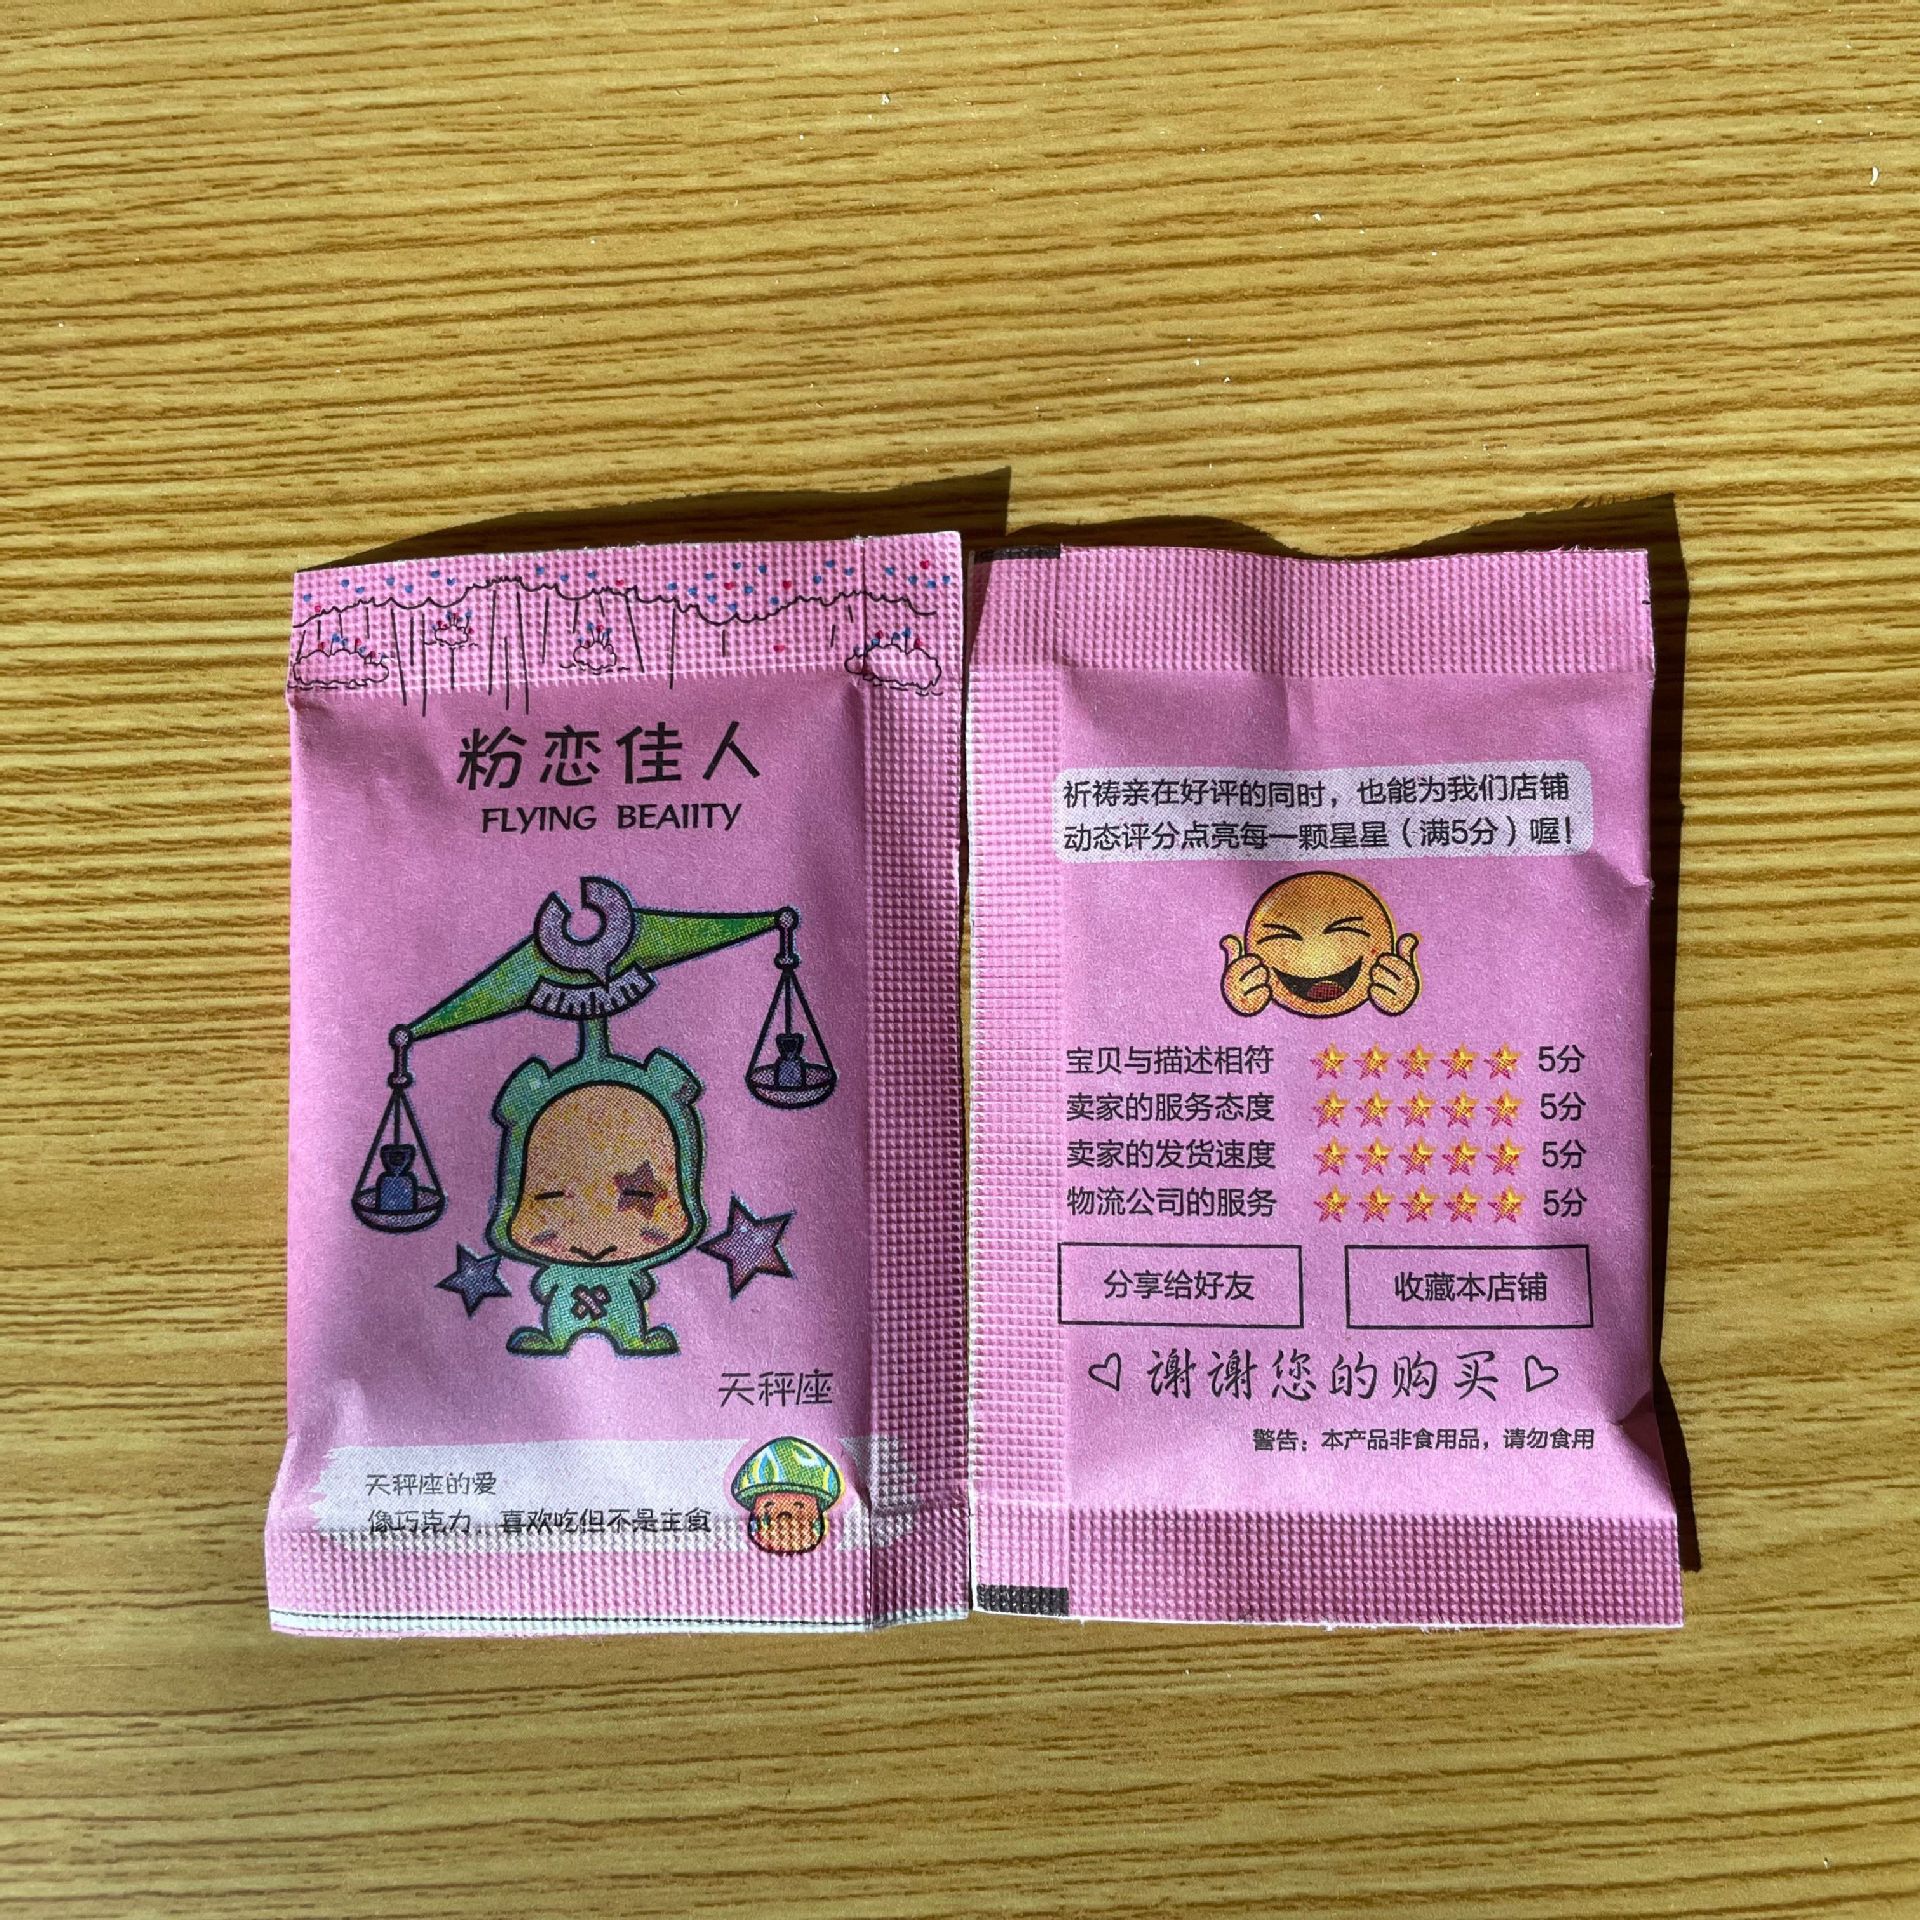 粉恋佳人
FLYING BEAIITY
天秤座
天秤座的爱
像巧克力 喜欢吃但不是主食
祈祷亲在好评的同时，也能为我们店铺
动态评分点亮每一颗星星（满5分）喔！
宝贝与描述相符 5分
卖家的服务态度 5分
卖家的发货速度 5分
物流公司的服务 5分
分享给好友 收藏本店铺
谢谢您的购买
警告：本产品非食用品，请勿食用